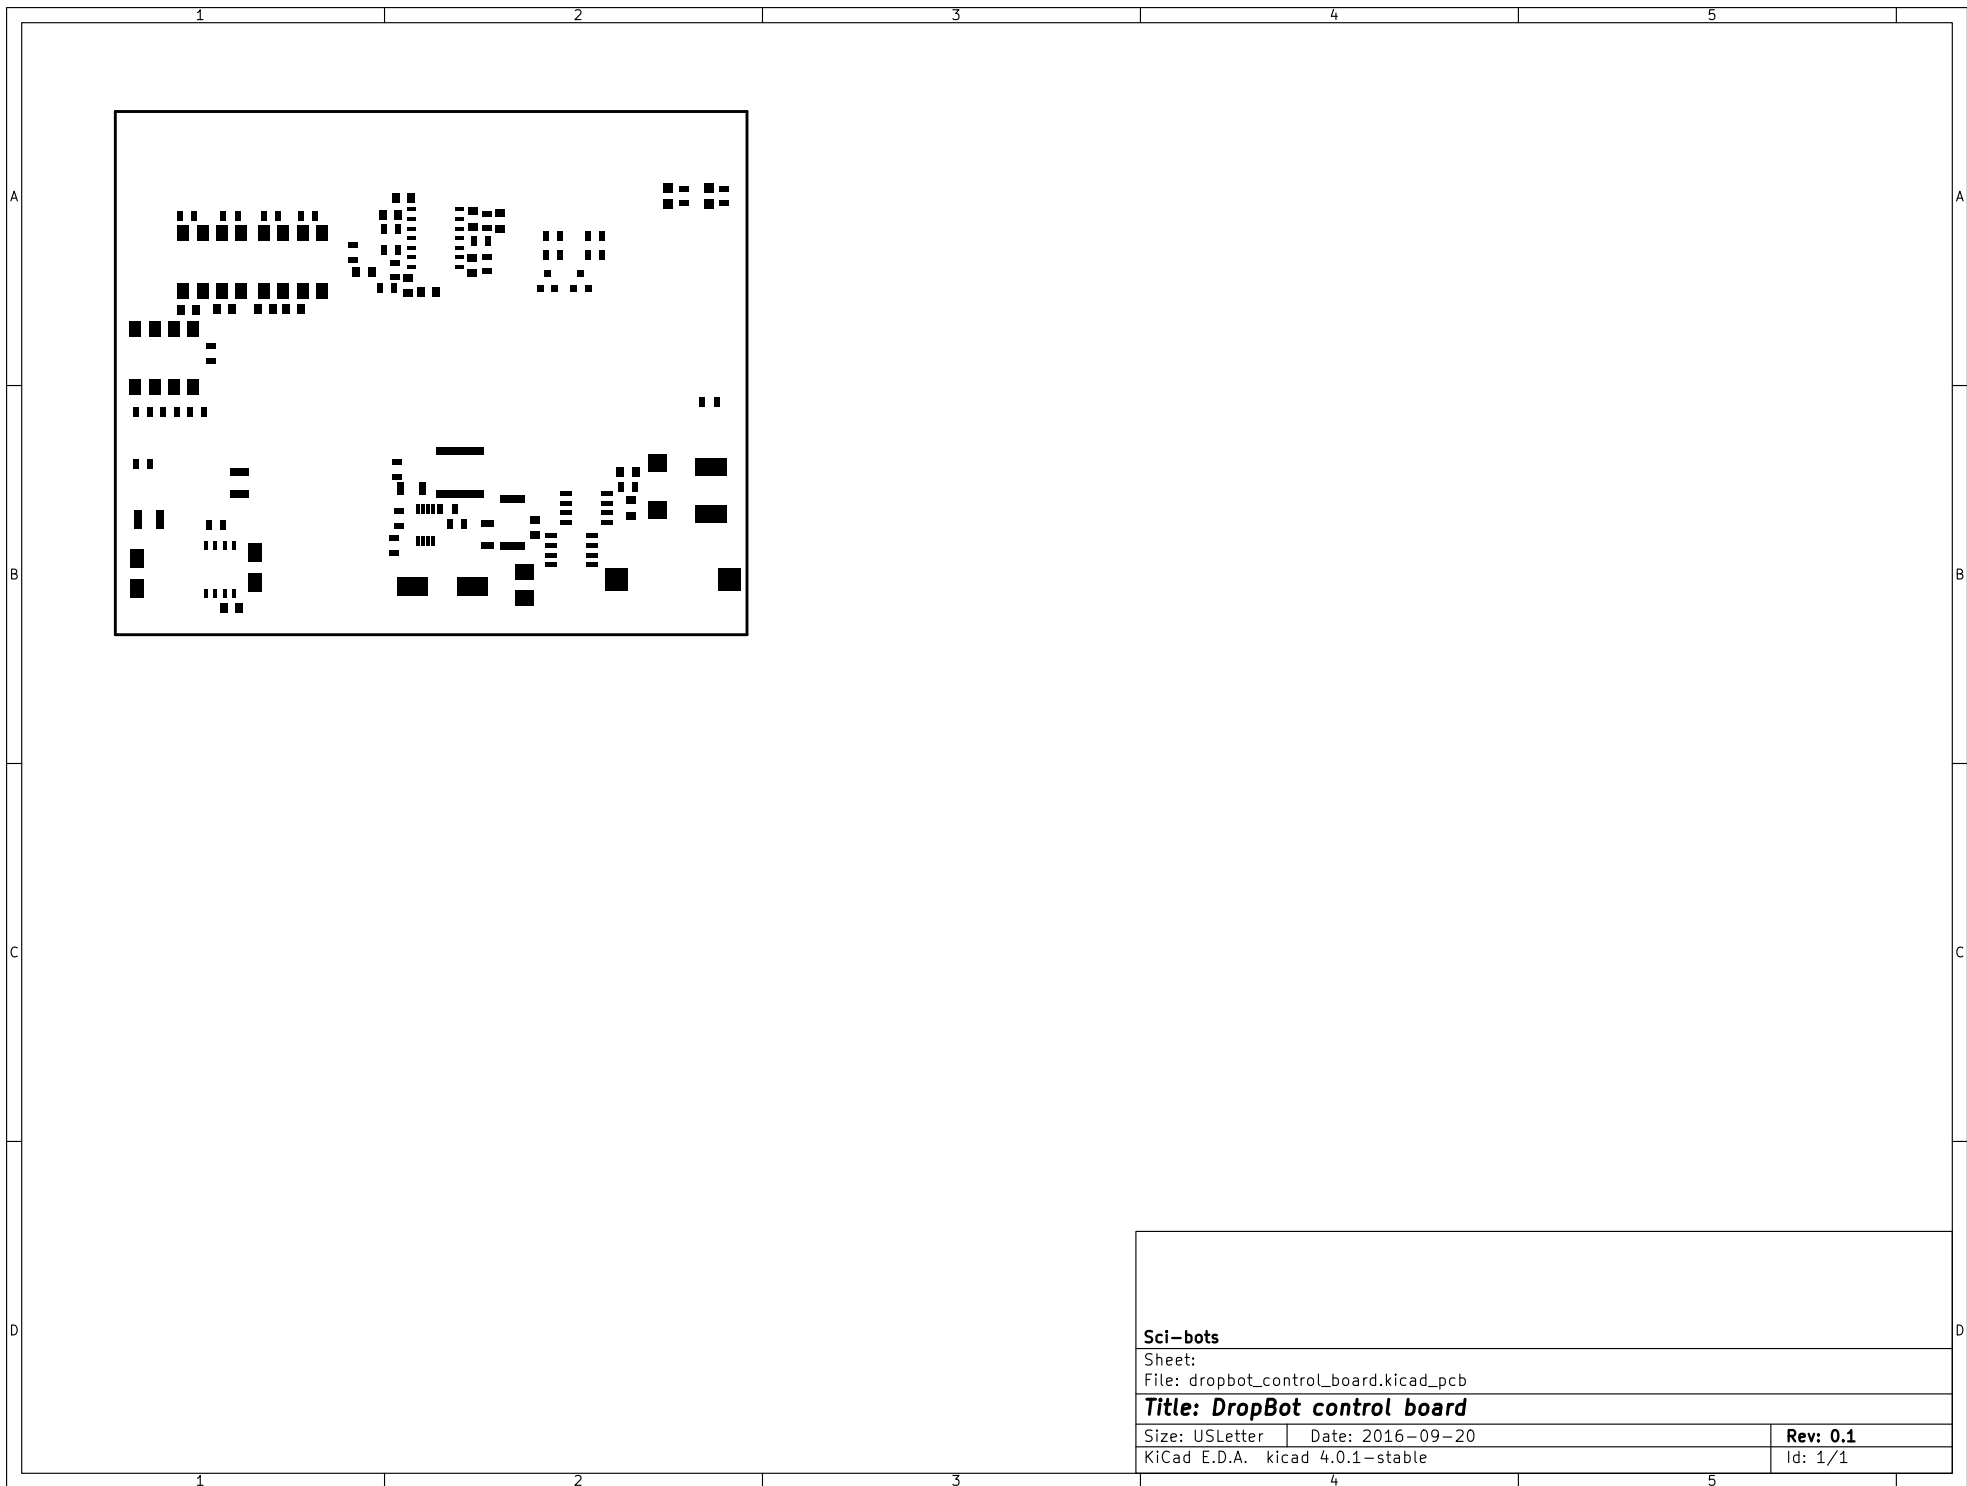 1 2 3 4 5
A A
B B
C C
D D
Sci-bots
Sheet:
File: dropbot_control_board.kicad_pcb
Title: DropBot control board
Size: USLetter Date: 2016-09-20 Rev: 0.1
KiCad E.D.A. kicad 4.0.1-stable Id: 1/1
1 2 3 4 5